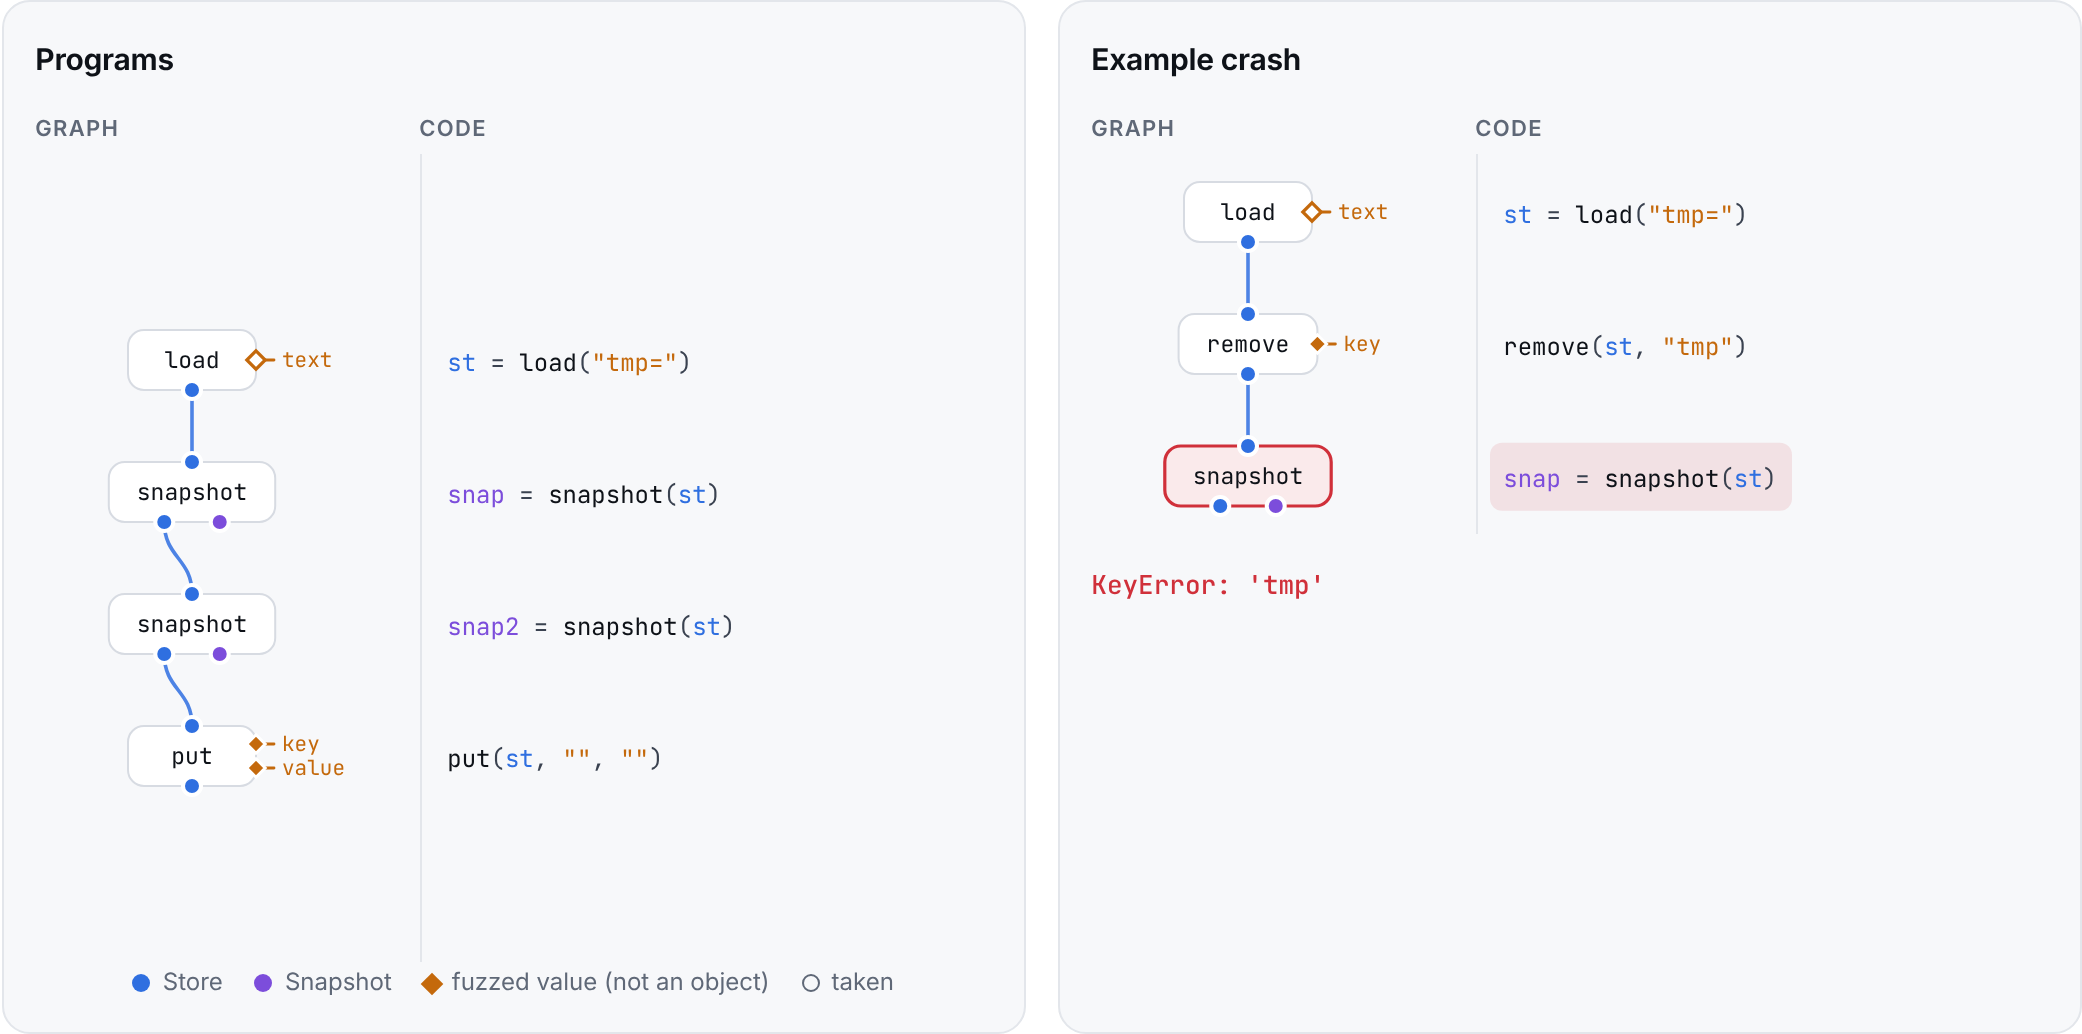 Programs
GRAPH
CODE
load
text
st = load("tmp=")
snapshot
snap = snapshot(st)
snapshot
snap2 = snapshot(st)
put
key
value
put(st, "", "")
Store
Snapshot
fuzzed value (not an object)
taken
Example crash
GRAPH
CODE
load
text
st = load("tmp=")
remove
key
remove(st, "tmp")
snapshot
snap = snapshot(st)
KeyError: 'tmp'